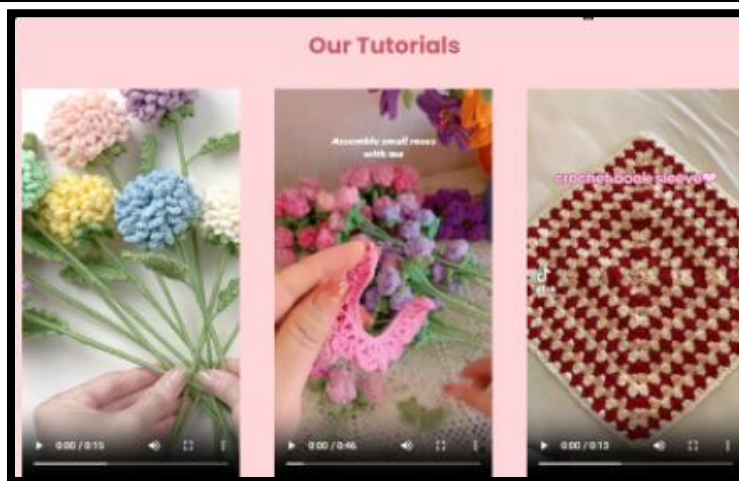 Our Tutorials
Assemble small roses
with me
crochet book sleeve🩷
0:00 / 0:15
0:00 / 0:46
0:00 / 0:13